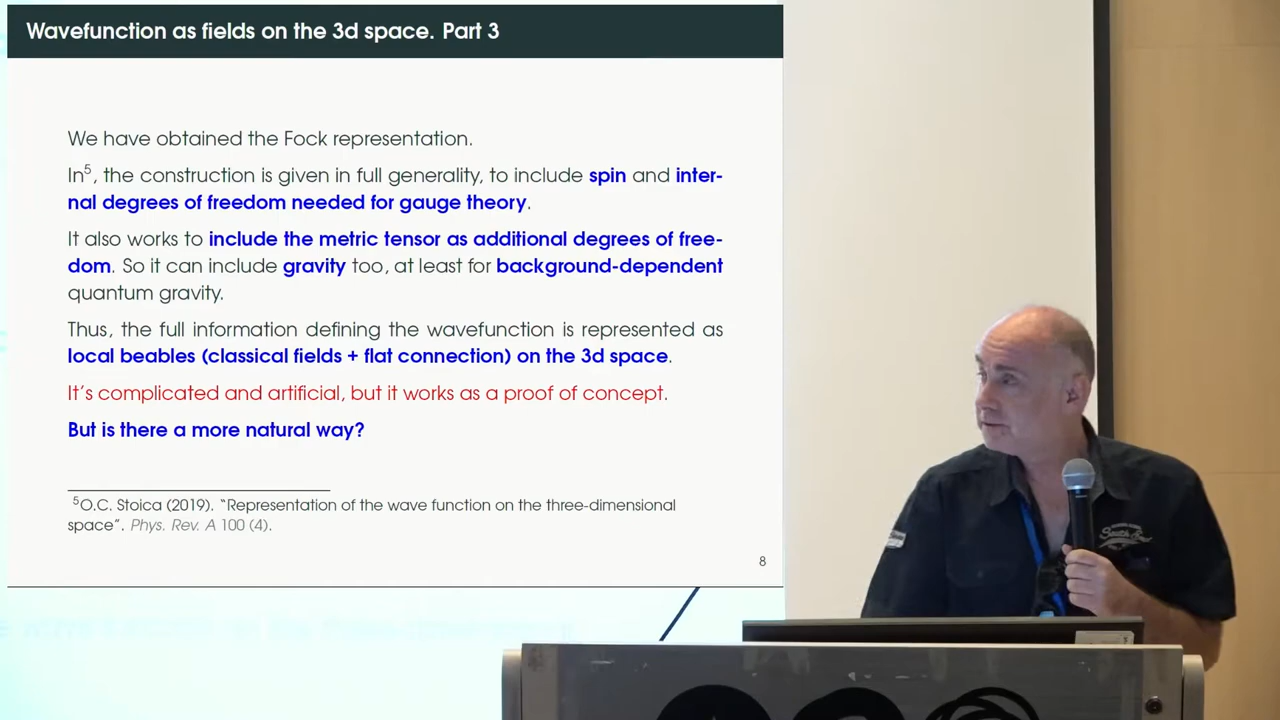 Wavefunction as fields on the 3d space. Part 3
We have obtained the Fock representation.
In⁵, the construction is given in full generality, to include spin and inter-
nal degrees of freedom needed for gauge theory.
It also works to include the metric tensor as additional degrees of free-
dom. So it can include gravity too, at least for background-dependent
quantum gravity.
Thus, the full information defining the wavefunction is represented as
local beables (classical fields + flat connection) on the 3d space.
It's complicated and artificial, but it works as a proof of concept.
But is there a more natural way?
⁵O.C. Stoica (2019). “Representation of the wave function on the three-dimensional
space”. Phys. Rev. A 100 (4).
8